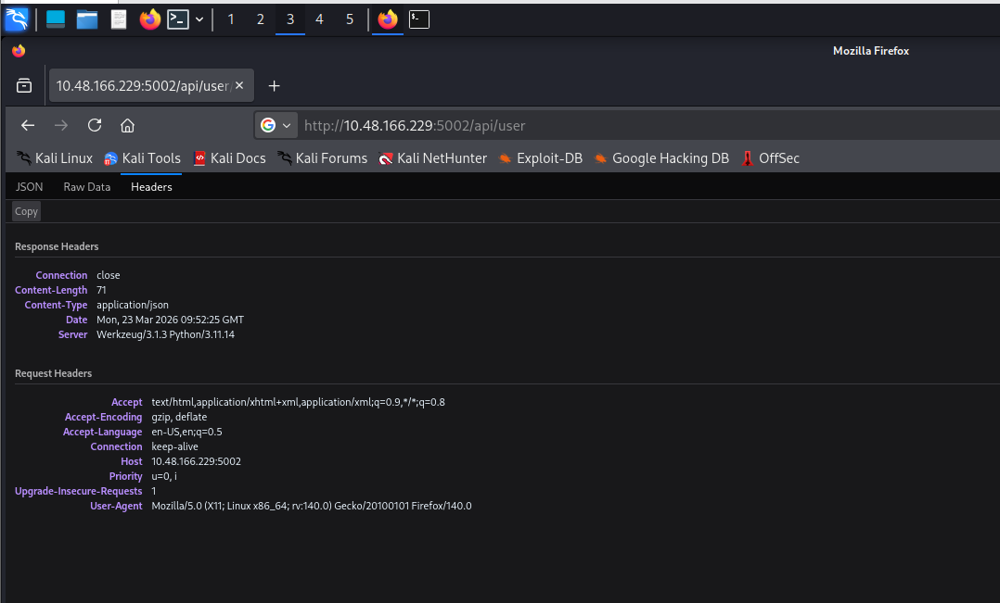 1 2 3 4 5
Mozilla Firefox
10.48.166.229:5002/api/user/
http://10.48.166.229:5002/api/user
Kali Linux Kali Tools Kali Docs Kali Forums Kali NetHunter Exploit-DB Google Hacking DB OffSec
JSON Raw Data Headers
Copy
Response Headers
Connection close
Content-Length 71
Content-Type application/json
Date Mon, 23 Mar 2026 09:52:25 GMT
Server Werkzeug/3.1.3 Python/3.11.14
Request Headers
Accept text/html,application/xhtml+xml,application/xml;q=0.9,*/*;q=0.8
Accept-Encoding gzip, deflate
Accept-Language en-US,en;q=0.5
Connection keep-alive
Host 10.48.166.229:5002
Priority u=0, i
Upgrade-Insecure-Requests 1
User-Agent Mozilla/5.0 (X11; Linux x86_64; rv:140.0) Gecko/20100101 Firefox/140.0